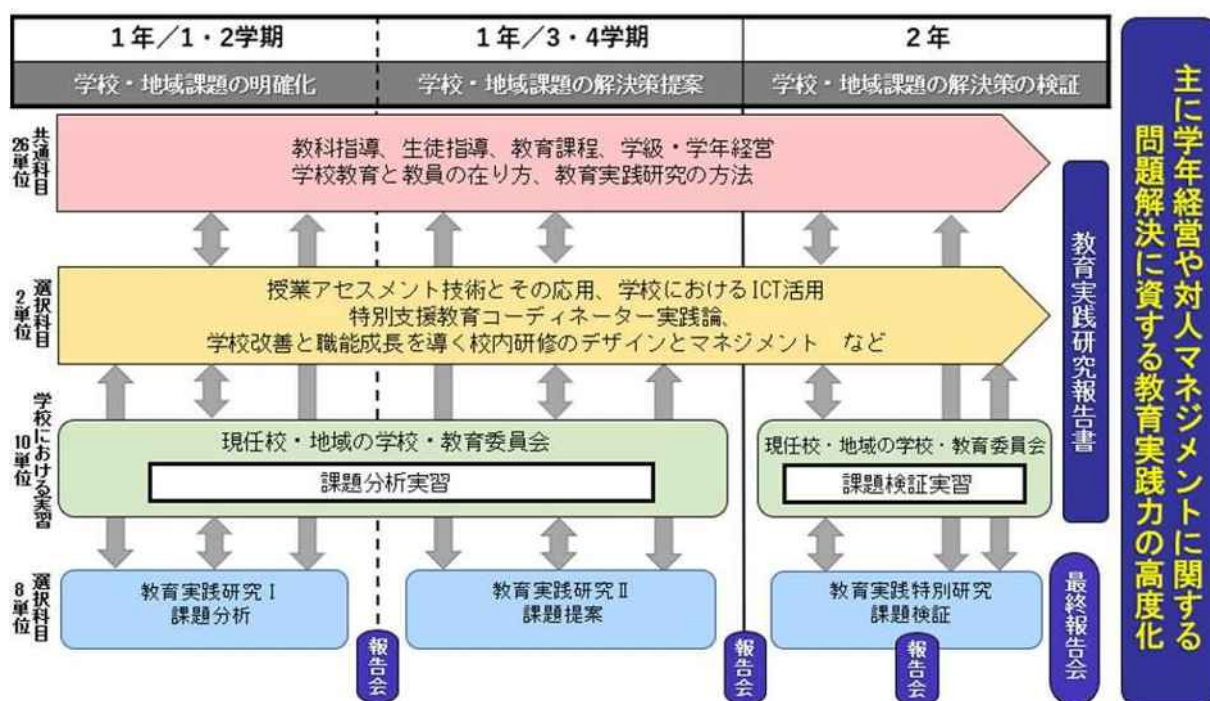 1年／1・2学期
1年／3・4学期
2年
学校・地域課題の明確化
学校・地域課題の解決策提案
学校・地域課題の解決策の検証
共通科目
26単位
教科指導、生徒指導、教育課程、学級・学年経営
学校教育と教員の在り方、教育実践研究の方法
選択科目
2単位
授業アセスメント技術とその応用、学校におけるICT活用
特別支援教育コーディネーター実践論、
学校改善と職能成長を導く校内研修のデザインとマネジメント　など
学校における実習
10単位
現任校・地域の学校・教育委員会
課題分析実習
現任校・地域の学校・教育委員会
課題検証実習
選択科目
8単位
教育実践研究Ⅰ
課題分析
教育実践研究Ⅱ
課題提案
教育実践特別研究
課題検証
報告会
報告会
報告会
教育実践研究報告書
最終報告会
主に学年経営や対人マネジメントに関する
問題解決に資する教育実践力の高度化